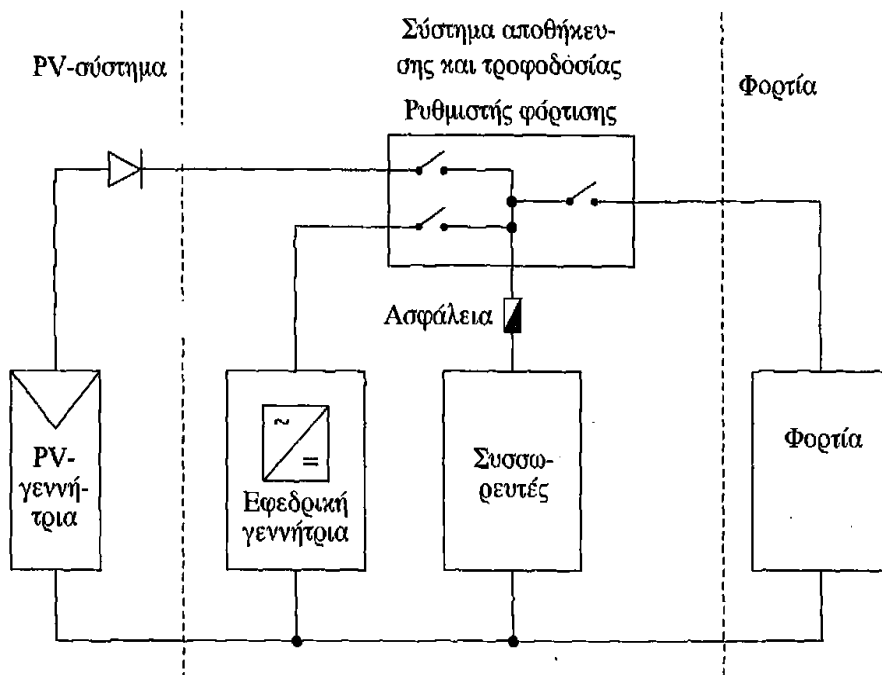 PV-σύστημα
Σύστημα αποθήκευ-
σης και τροφοδοσίας
Ρυθμιστής φόρτισης
Φορτία
Ασφάλεια
PV-
γεννή-
τρια
~
=
Εφεδρική
γεννήτρια
Συσσω-
ρευτές
Φορτία